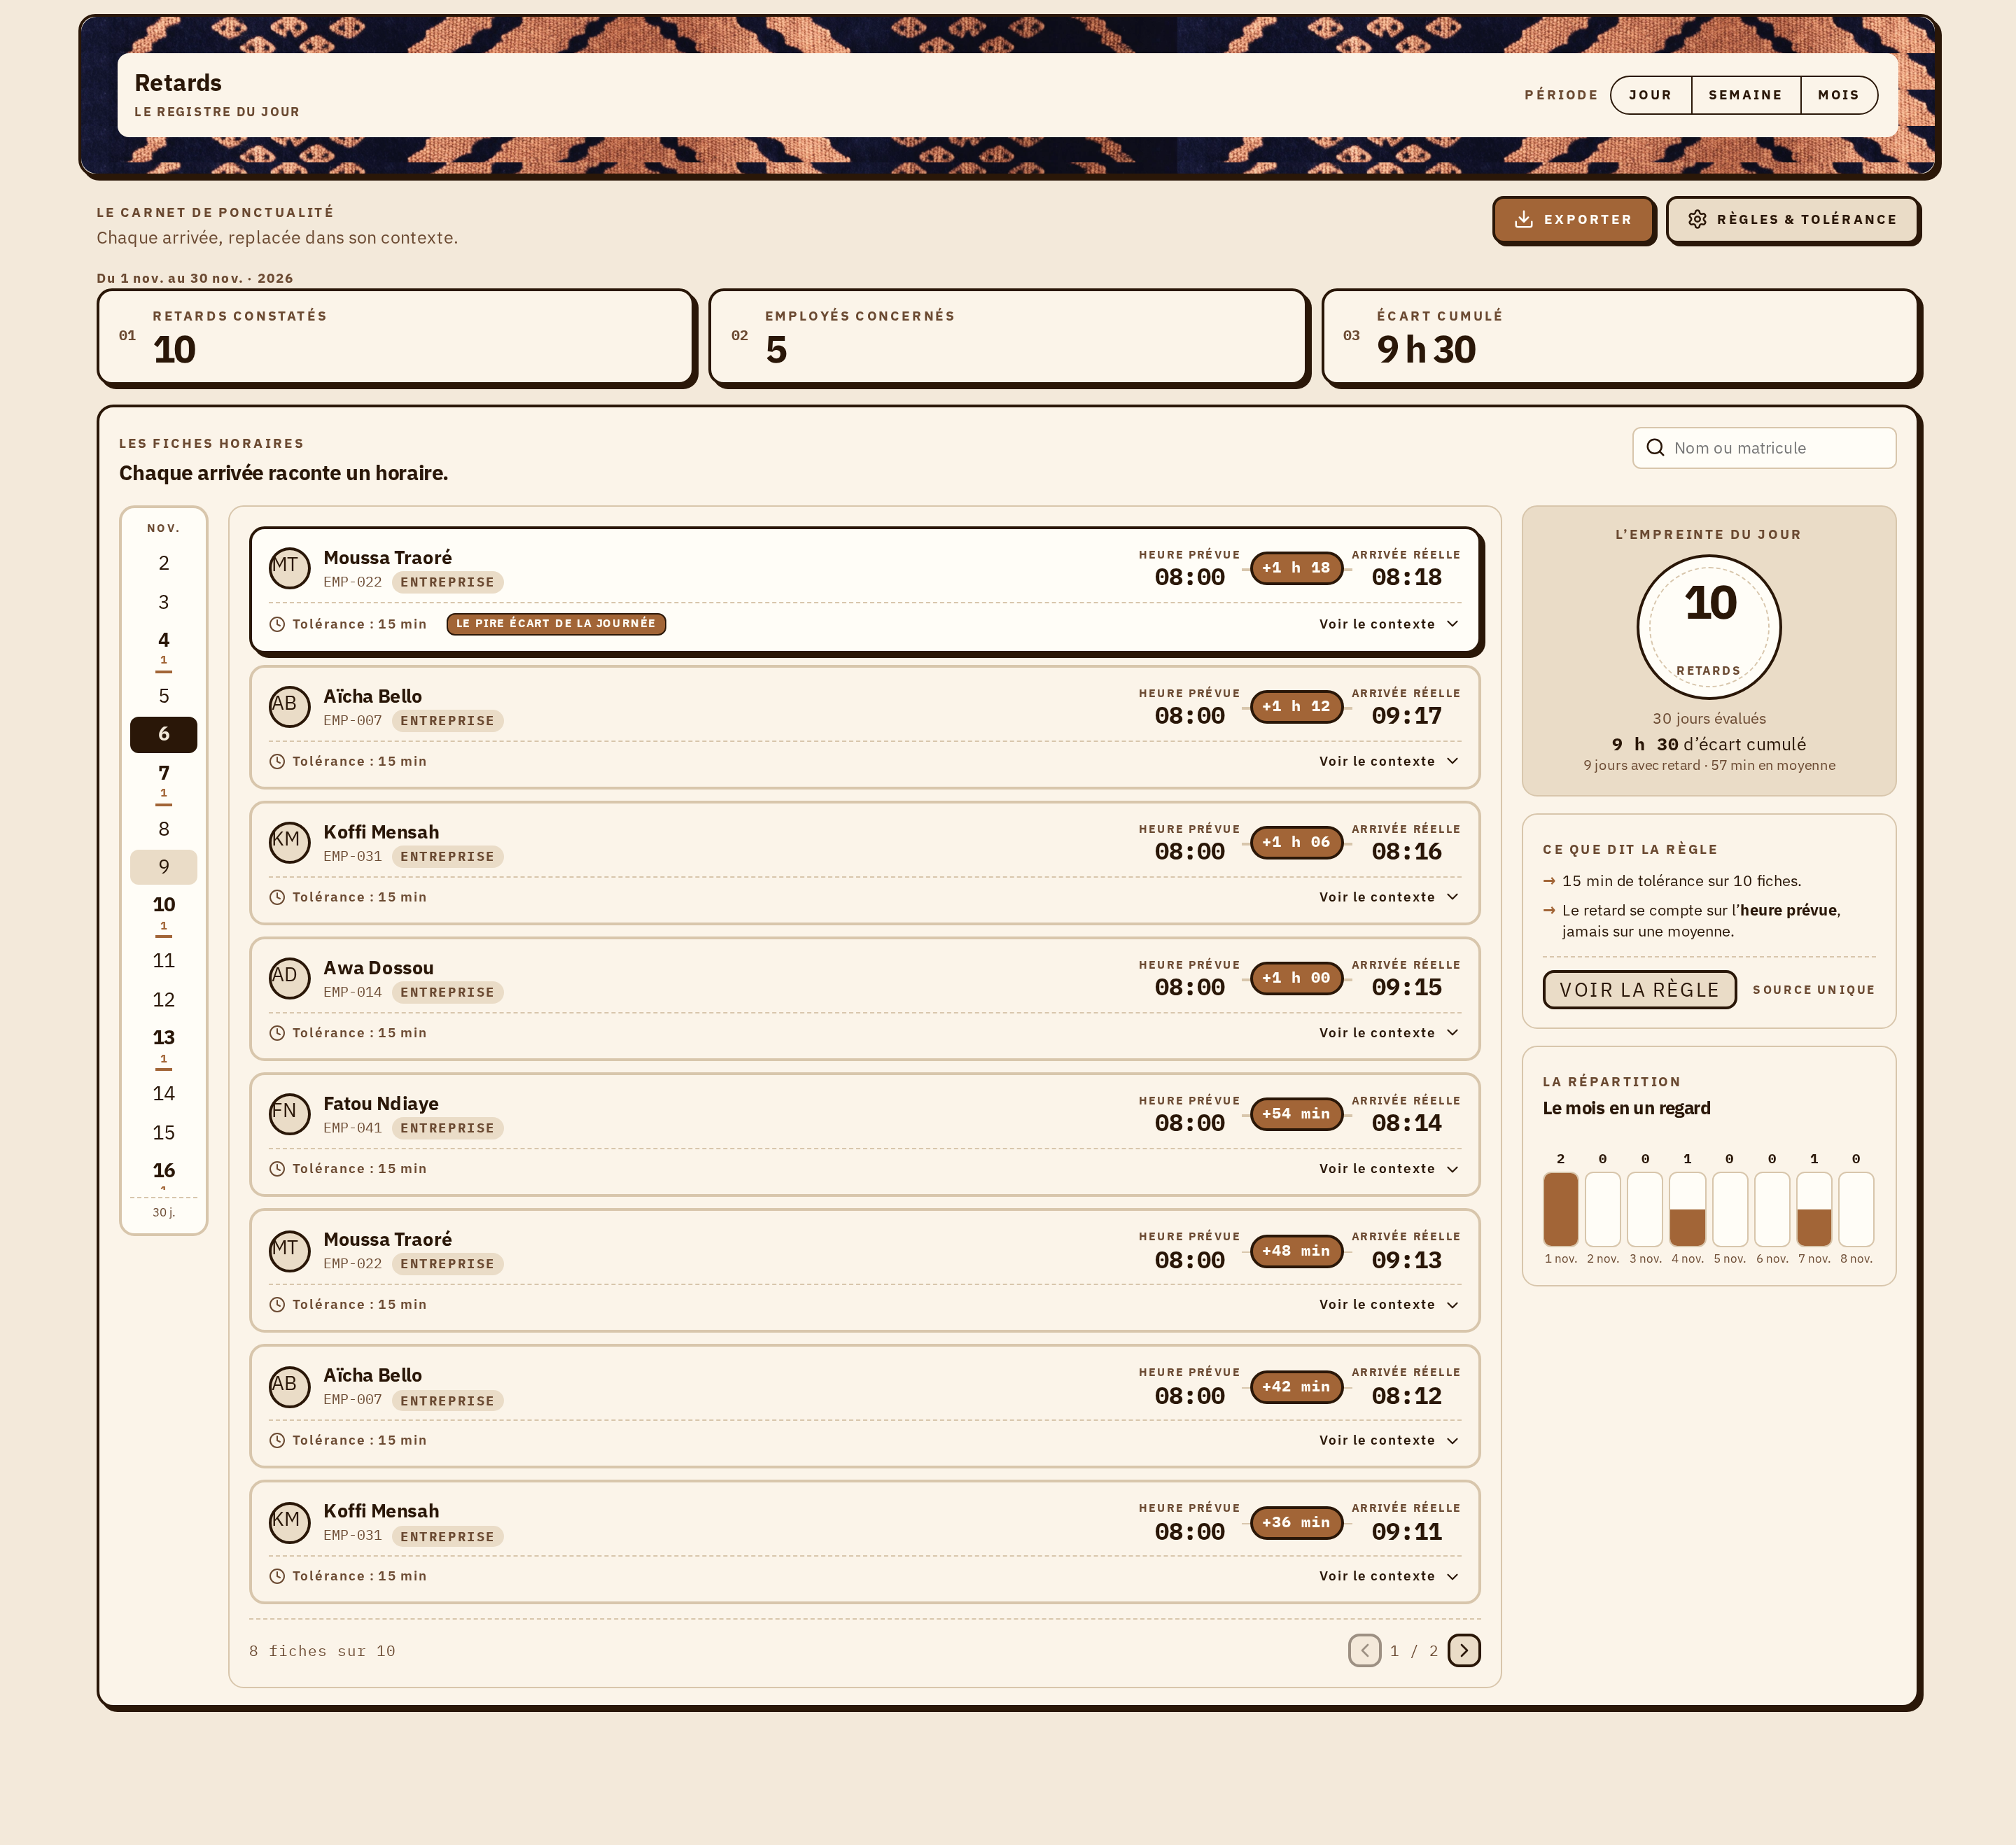 Retards
LE REGISTRE DU JOUR
PÉRIODE JOUR SEMAINE MOIS
LE CARNET DE PONCTUALITÉ
Chaque arrivée, replacée dans son contexte.
EXPORTER
RÈGLES & TOLÉRANCE
Du 1 nov. au 30 nov. · 2026
01 RETARDS CONSTATÉS
10
02 EMPLOYÉS CONCERNÉS
5
03 ÉCART CUMULÉ
9 h 30
LES FICHES HORAIRES
Chaque arrivée raconte un horaire.
Nom ou matricule
NOV.
2
3
4
1
5
6
7
1
8
9
10
1
11
12
13
1
14
15
16
30 j.
MT Moussa Traoré
EMP-022 ENTREPRISE
HEURE PRÉVUE ARRIVÉE RÉELLE
08:00 +1 h 18 08:18
Tolérance : 15 min LE PIRE ÉCART DE LA JOURNÉE Voir le contexte
AB Aïcha Bello
EMP-007 ENTREPRISE
HEURE PRÉVUE ARRIVÉE RÉELLE
08:00 +1 h 12 09:17
Tolérance : 15 min Voir le contexte
KM Koffi Mensah
EMP-031 ENTREPRISE
HEURE PRÉVUE ARRIVÉE RÉELLE
08:00 +1 h 06 08:16
Tolérance : 15 min Voir le contexte
AD Awa Dossou
EMP-014 ENTREPRISE
HEURE PRÉVUE ARRIVÉE RÉELLE
08:00 +1 h 00 09:15
Tolérance : 15 min Voir le contexte
FN Fatou Ndiaye
EMP-041 ENTREPRISE
HEURE PRÉVUE ARRIVÉE RÉELLE
08:00 +54 min 08:14
Tolérance : 15 min Voir le contexte
MT Moussa Traoré
EMP-022 ENTREPRISE
HEURE PRÉVUE ARRIVÉE RÉELLE
08:00 +48 min 09:13
Tolérance : 15 min Voir le contexte
AB Aïcha Bello
EMP-007 ENTREPRISE
HEURE PRÉVUE ARRIVÉE RÉELLE
08:00 +42 min 08:12
Tolérance : 15 min Voir le contexte
KM Koffi Mensah
EMP-031 ENTREPRISE
HEURE PRÉVUE ARRIVÉE RÉELLE
08:00 +36 min 09:11
Tolérance : 15 min Voir le contexte
8 fiches sur 10
1 / 2
L’EMPREINTE DU JOUR
10
RETARDS
30 jours évalués
9 h 30 d’écart cumulé
9 jours avec retard · 57 min en moyenne
CE QUE DIT LA RÈGLE
→ 15 min de tolérance sur 10 fiches.
→ Le retard se compte sur l’heure prévue,
jamais sur une moyenne.
VOIR LA RÈGLE SOURCE UNIQUE
LA RÉPARTITION
Le mois en un regard
2 0 0 1 0 0 1 0
1 nov. 2 nov. 3 nov. 4 nov. 5 nov. 6 nov. 7 nov. 8 nov.